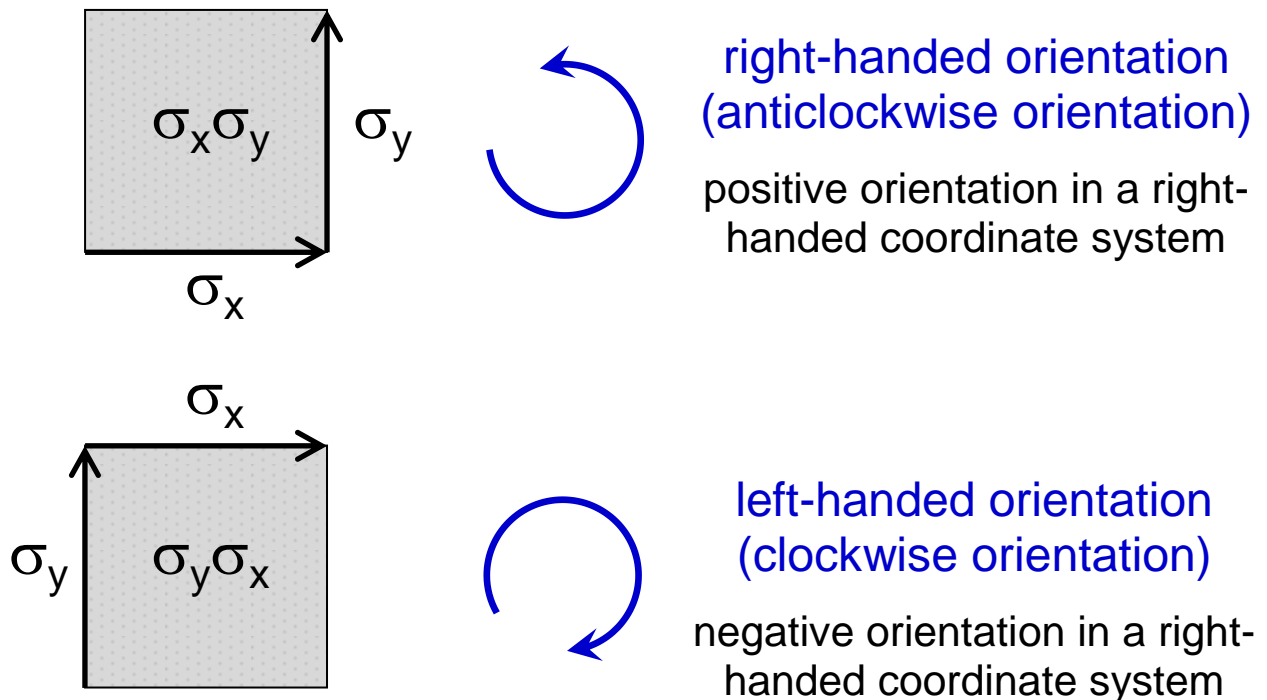 σxσy
σy
σx
right-handed orientation
(anticlockwise orientation)
positive orientation in a right-
handed coordinate system
σx
σy
σyσx
left-handed orientation
(clockwise orientation)
negative orientation in a right-
handed coordinate system